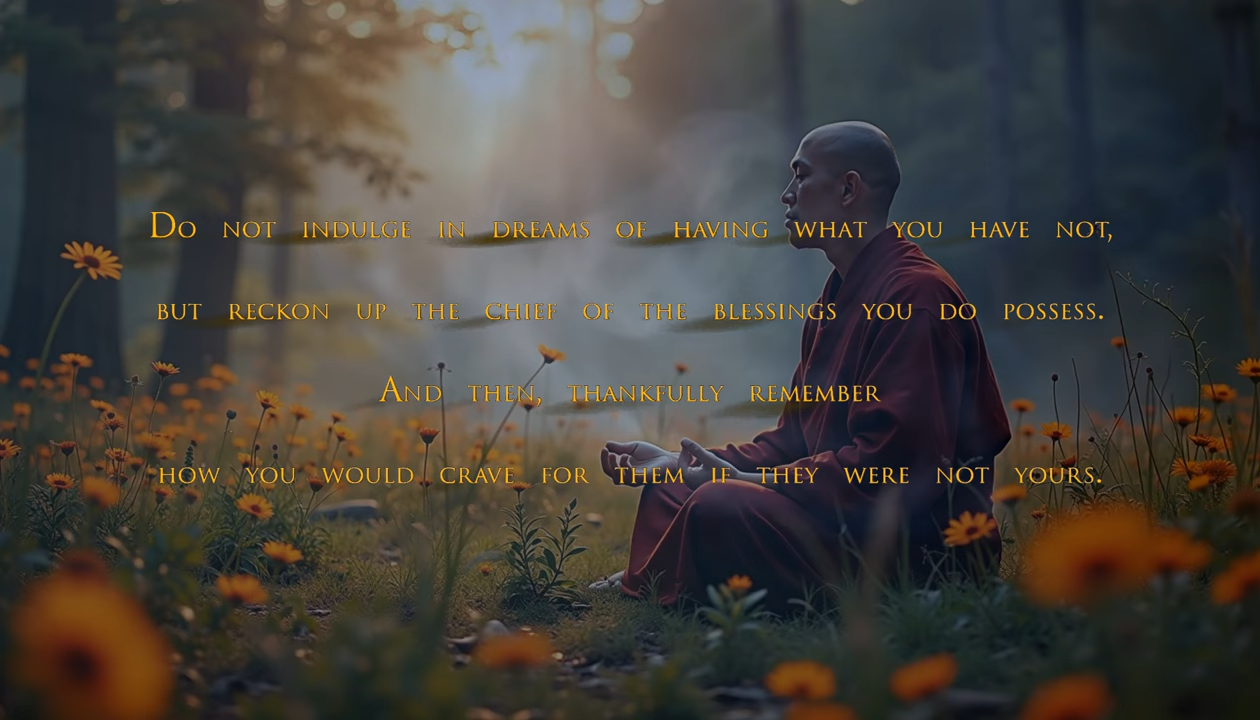 Do not indulge in dreams of having what you have not,
but reckon up the chief of the blessings you do possess.
And then, thankfully remember
how you would crave for them if they were not yours.